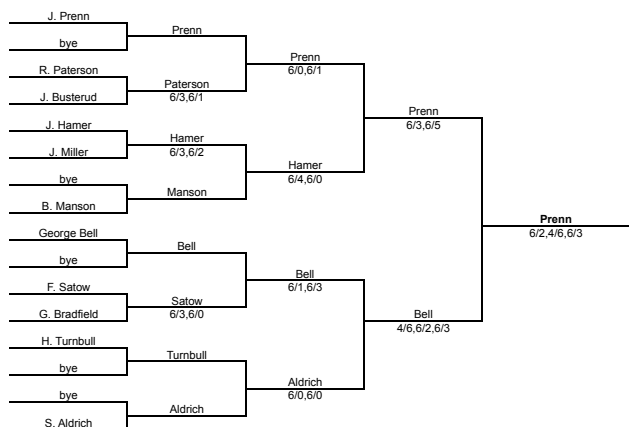 J. Prenn
bye
R. Paterson
J. Busterud
J. Hamer
J. Miller
bye
B. Manson
George Bell
bye
F. Satow
G. Bradfield
H. Turnbull
bye
bye
S. Aldrich
Prenn
Paterson
6/3,6/1
Hamer
6/3,6/2
Manson
Bell
Satow
6/3,6/0
Turnbull
Aldrich
Prenn
6/0,6/1
Hamer
6/4,6/0
Bell
6/1,6/3
Aldrich
6/0,6/0
Prenn
6/3,6/5
Bell
4/6,6/2,6/3
Prenn
6/2,4/6,6/3